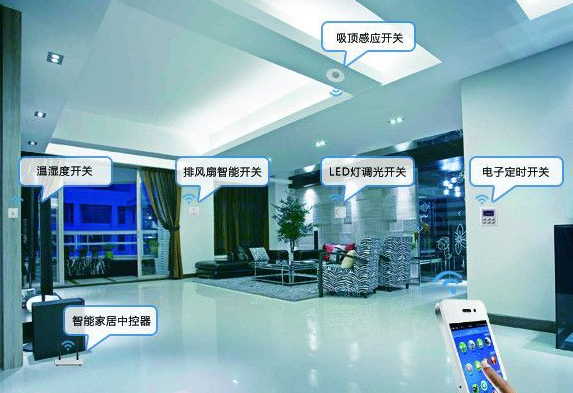 吸顶感应开关
温湿度开关
排风扇智能开关
LED灯调光开关
电子定时开关
智能家居中控器